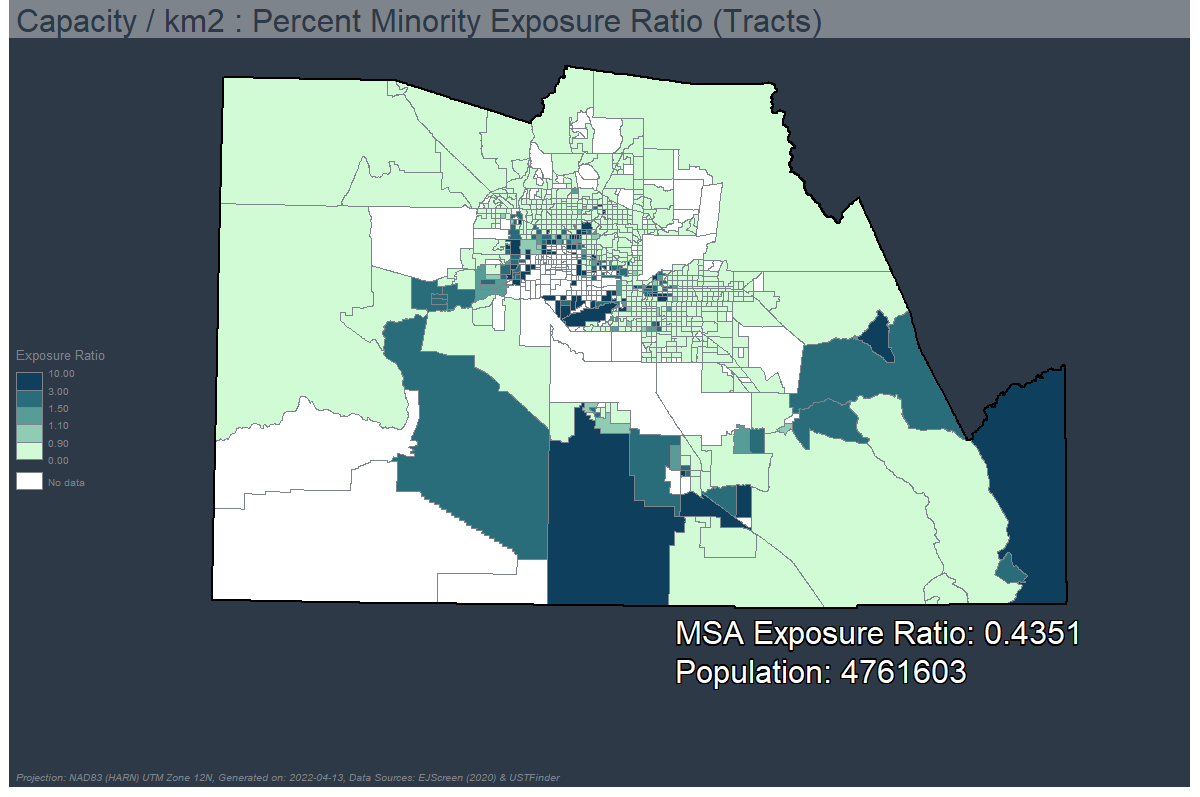 Capacity / km2 : Percent Minority Exposure Ratio (Tracts)
Exposure Ratio
10.00
3.00
1.50
1.10
0.90
0.00
No data
MSA Exposure Ratio: 0.4351
Population: 4761603
Projection: NAD83 (HARN) UTM Zone 12N, Generated on: 2022-04-13, Data Sources: EJScreen (2020) & USTFinder